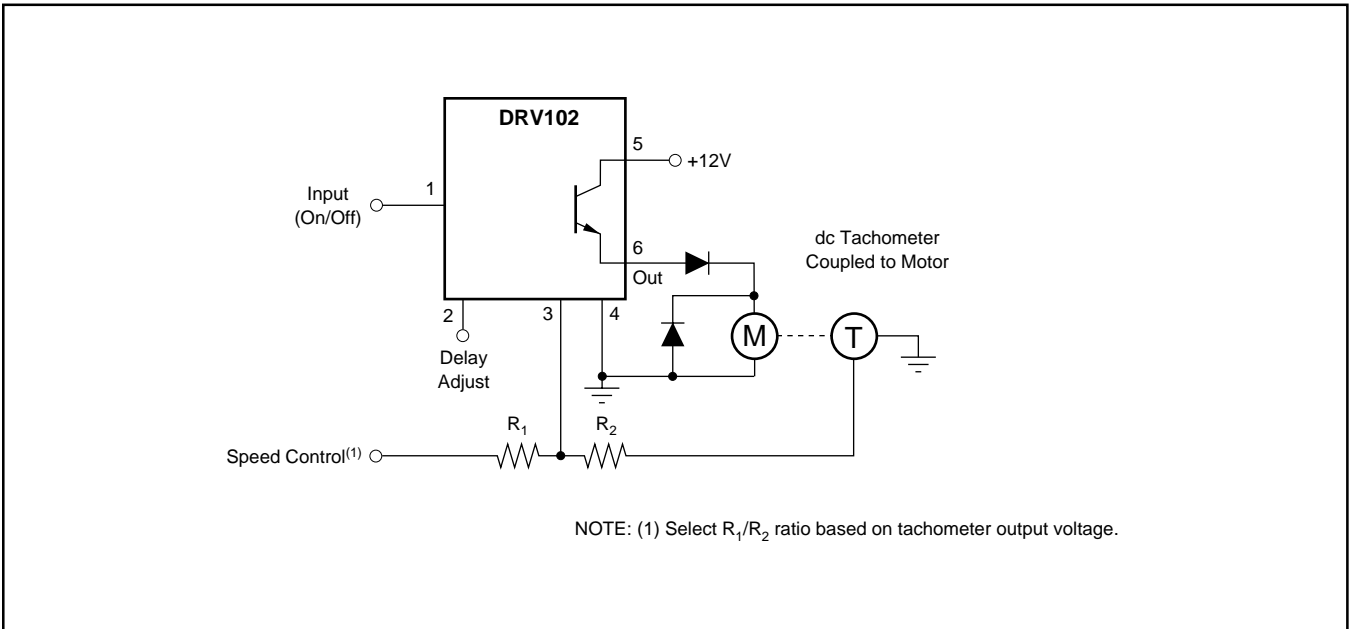 DRV102
5
+12V
1
Input
(On/Off)
6
Out
dc Tachometer
Coupled to Motor
2
3
4
M
T
Delay
Adjust
R1
R2
Speed Control(1)
NOTE: (1) Select R1/R2 ratio based on tachometer output voltage.